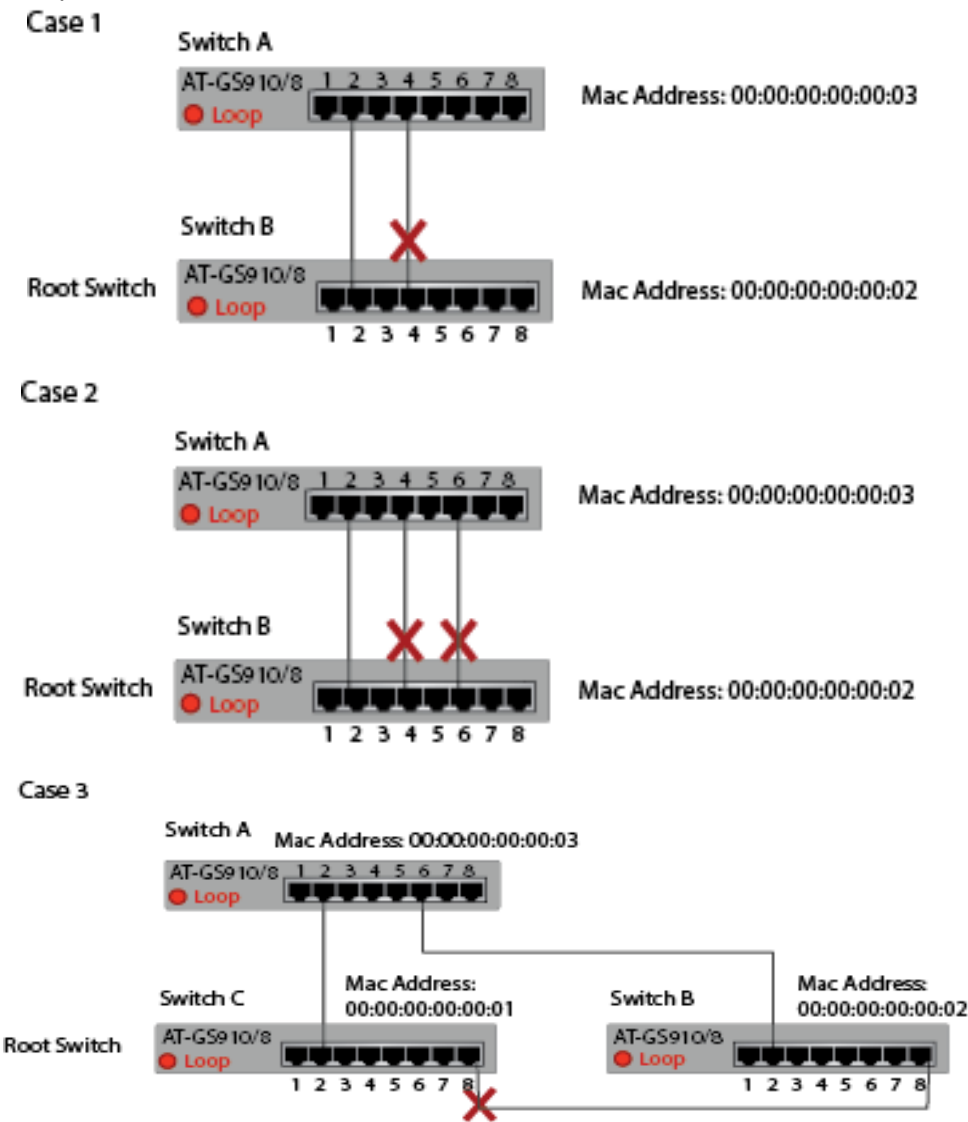 Case 1
Switch A
AT-GS910/8 1 2 3 4 5 6 7 8
Loop
Mac Address: 00:00:00:00:00:03
Switch B
Root Switch
AT-GS910/8
Loop
Mac Address: 00:00:00:00:00:02
1 2 3 4 5 6 7 8
Case 2
Switch A
AT-GS910/8 1 2 3 4 5 6 7 8
Loop
Mac Address: 00:00:00:00:00:03
Switch B
Root Switch
AT-GS910/8
Loop
Mac Address: 00:00:00:00:00:02
1 2 3 4 5 6 7 8
Case 3
Switch A
Mac Address: 00:00:00:00:00:03
AT-GS910/8 1 2 3 4 5 6 7 8
Loop
Switch C
Mac Address:
00:00:00:00:00:01
Root Switch
AT-GS910/8
Loop
1 2 3 4 5 6 7 8
Switch B
Mac Address:
00:00:00:00:00:02
AT-GS910/8
Loop
1 2 3 4 5 6 7 8